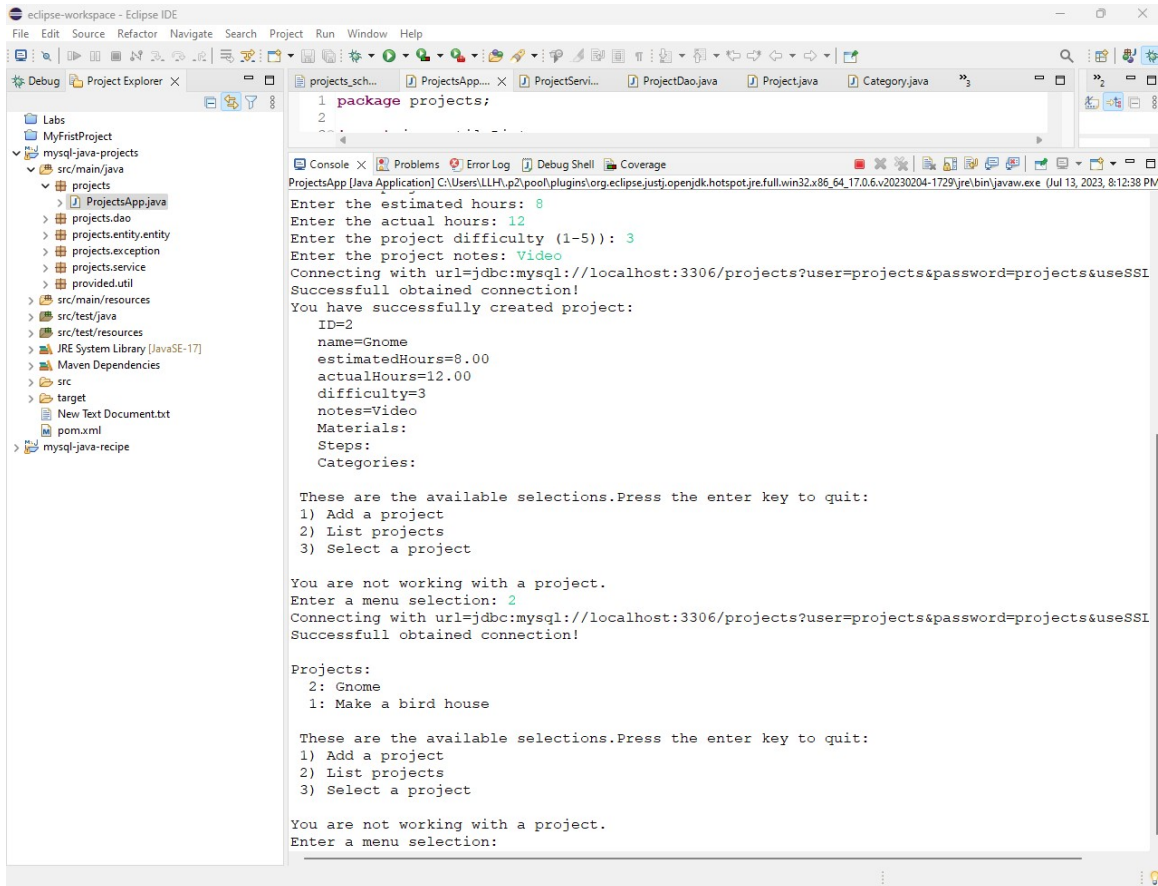 eclipse-workspace - Eclipse IDE
File Edit Source Refactor Navigate Search Project Run Window Help
Debug Project Explorer
Labs
MyFristProject
mysql-java-projects
src/main/java
projects
ProjectsApp.java
projects.dao
projects.entity.entity
projects.exception
projects.service
provided.util
src/main/resources
src/test/java
src/test/resources
JRE System Library [JavaSE-17]
Maven Dependencies
src
target
New Text Document.txt
pom.xml
mysql-java-recipe
projects_sch... ProjectsApp.... ProjectServi... ProjectDao.java Project.java Category.java »3 »2
1 package projects;
2
Console Problems Error Log Debug Shell Coverage
ProjectsApp [Java Application] C:\Users\LLH\.p2\pool\plugins\org.eclipse.justj.openjdk.hotspot.jre.full.win32.x86_64_17.0.6.v20230204-1729\jre\bin\javaw.exe (Jul 13, 2023, 8:12:38 PM
Enter the estimated hours: 8
Enter the actual hours: 12
Enter the project difficulty (1-5)): 3
Enter the project notes: Video
Connecting with url=jdbc:mysql://localhost:3306/projects?user=projects&password=projects&useSSL
Successfull obtained connection!
You have successfully created project:
ID=2
name=Gnome
estimatedHours=8.00
actualHours=12.00
difficulty=3
notes=Video
Materials:
Steps:
Categories:
These are the available selections.Press the enter key to quit:
1) Add a project
2) List projects
3) Select a project
You are not working with a project.
Enter a menu selection: 2
Connecting with url=jdbc:mysql://localhost:3306/projects?user=projects&password=projects&useSSL
Successfull obtained connection!
Projects:
2: Gnome
1: Make a bird house
These are the available selections.Press the enter key to quit:
1) Add a project
2) List projects
3) Select a project
You are not working with a project.
Enter a menu selection: